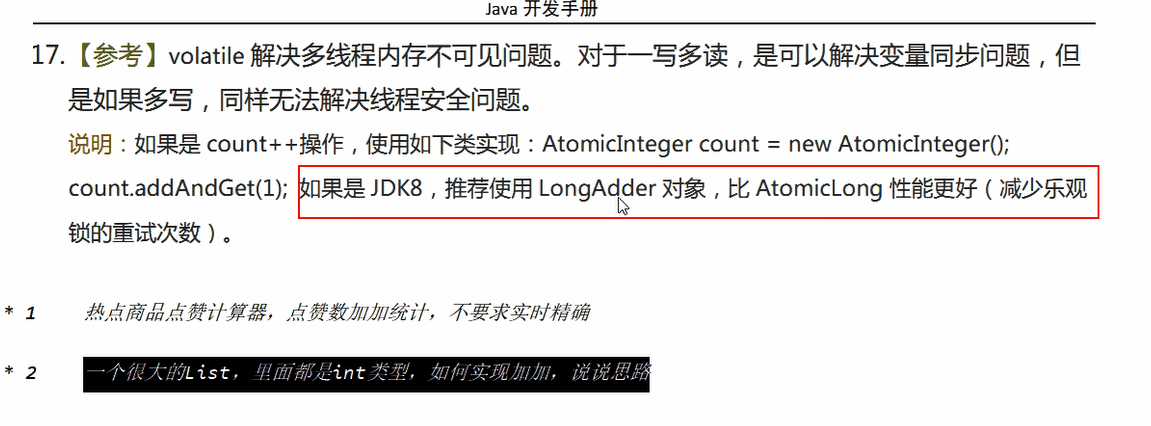 Java 开发手册
17.【参考】volatile 解决多线程内存不可见问题。对于一写多读，是可以解决变量同步问题，但
是如果多写，同样无法解决线程安全问题。
说明：如果是 count++操作，使用如下类实现：AtomicInteger count = new AtomicInteger();
count.addAndGet(1); 如果是 JDK8，推荐使用 LongAdder 对象，比 AtomicLong 性能更好（减少乐观
锁的重试次数）。
* 1 热点商品点赞计算器，点赞数加加统计，不要求实时精确
* 2 一个很大的List，里面都是int类型，如何实现加加，说说思路